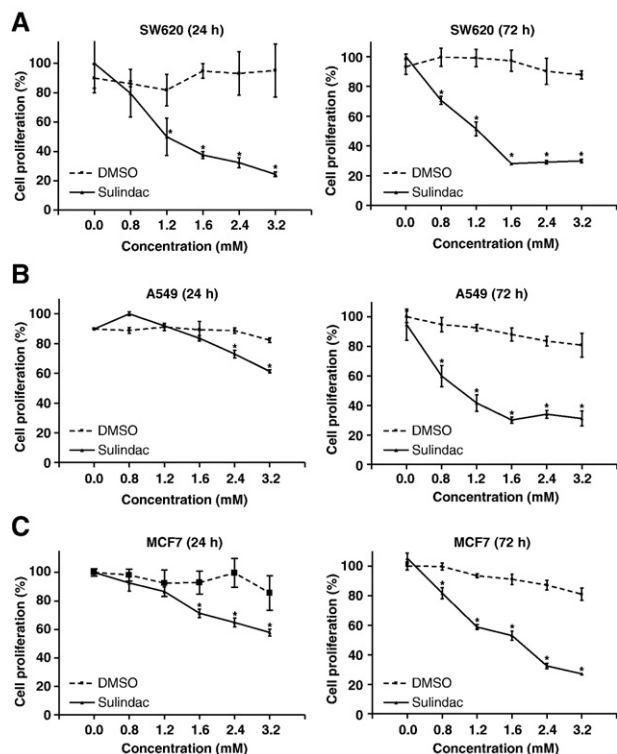 A
SW620 (24 h)
Cell proliferation (%)
100
80
60
40
20
0
DMSO
Sulindac
0.0 0.8 1.2 1.6 2.4 3.2
Concentration (mM)
SW620 (72 h)
Cell proliferation (%)
100
80
60
40
20
0
DMSO
Sulindac
0.0 0.8 1.2 1.6 2.4 3.2
Concentration (mM)
B
A549 (24 h)
Cell proliferation (%)
100
80
60
40
80
0
DMSO
Sulindac
0.0 0.8 1.2 1.6 2.4 3.2
Concentration (mM)
A549 (72 h)
Cell proliferation (%)
100
80
60
40
80
0
DMSO
Sulindac
0.0 0.8 1.2 1.6 2.4 3.2
Concentration (mM)
C
MCF7 (24 h)
Cell proliferation (%)
100
80
60
40
80
0
DMSO
Sulindac
0.0 0.8 1.2 1.6 2.4 3.2
Concentration (mM)
MCF7 (72 h)
Cell proliferation (%)
100
80
60
40
80
0
DMSO
Sulindac
0.0 0.8 1.2 1.6 2.4 3.2
Concentration (mM)